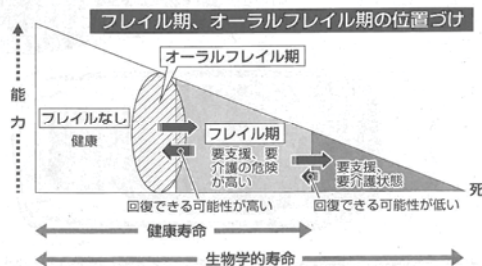 フレイル期、オーラルフレイル期の位置づけ
オーラルフレイル期
能力
フレイルなし
健康
フレイル期
要支援、要
介護の危険
が高い
要支援、
要介護状態
死
回復できる可能性が高い
回復できる可能性が低い
健康寿命
生物学的寿命